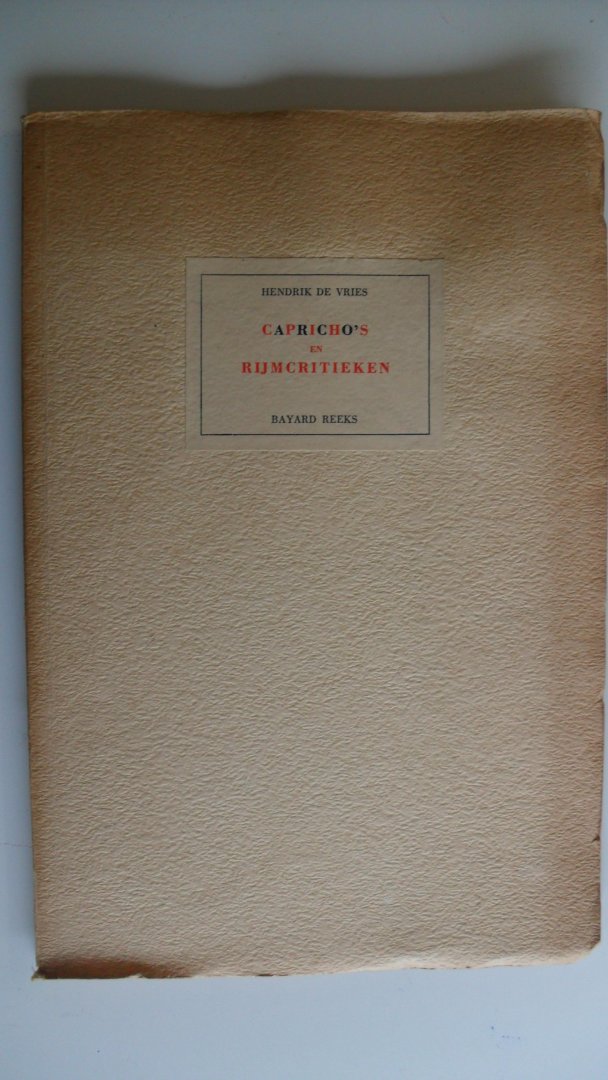 HENDRIK DE VRIES
CAPRICHO'S
EN
RIJMCRITIEKEN
BAYARD REEKS